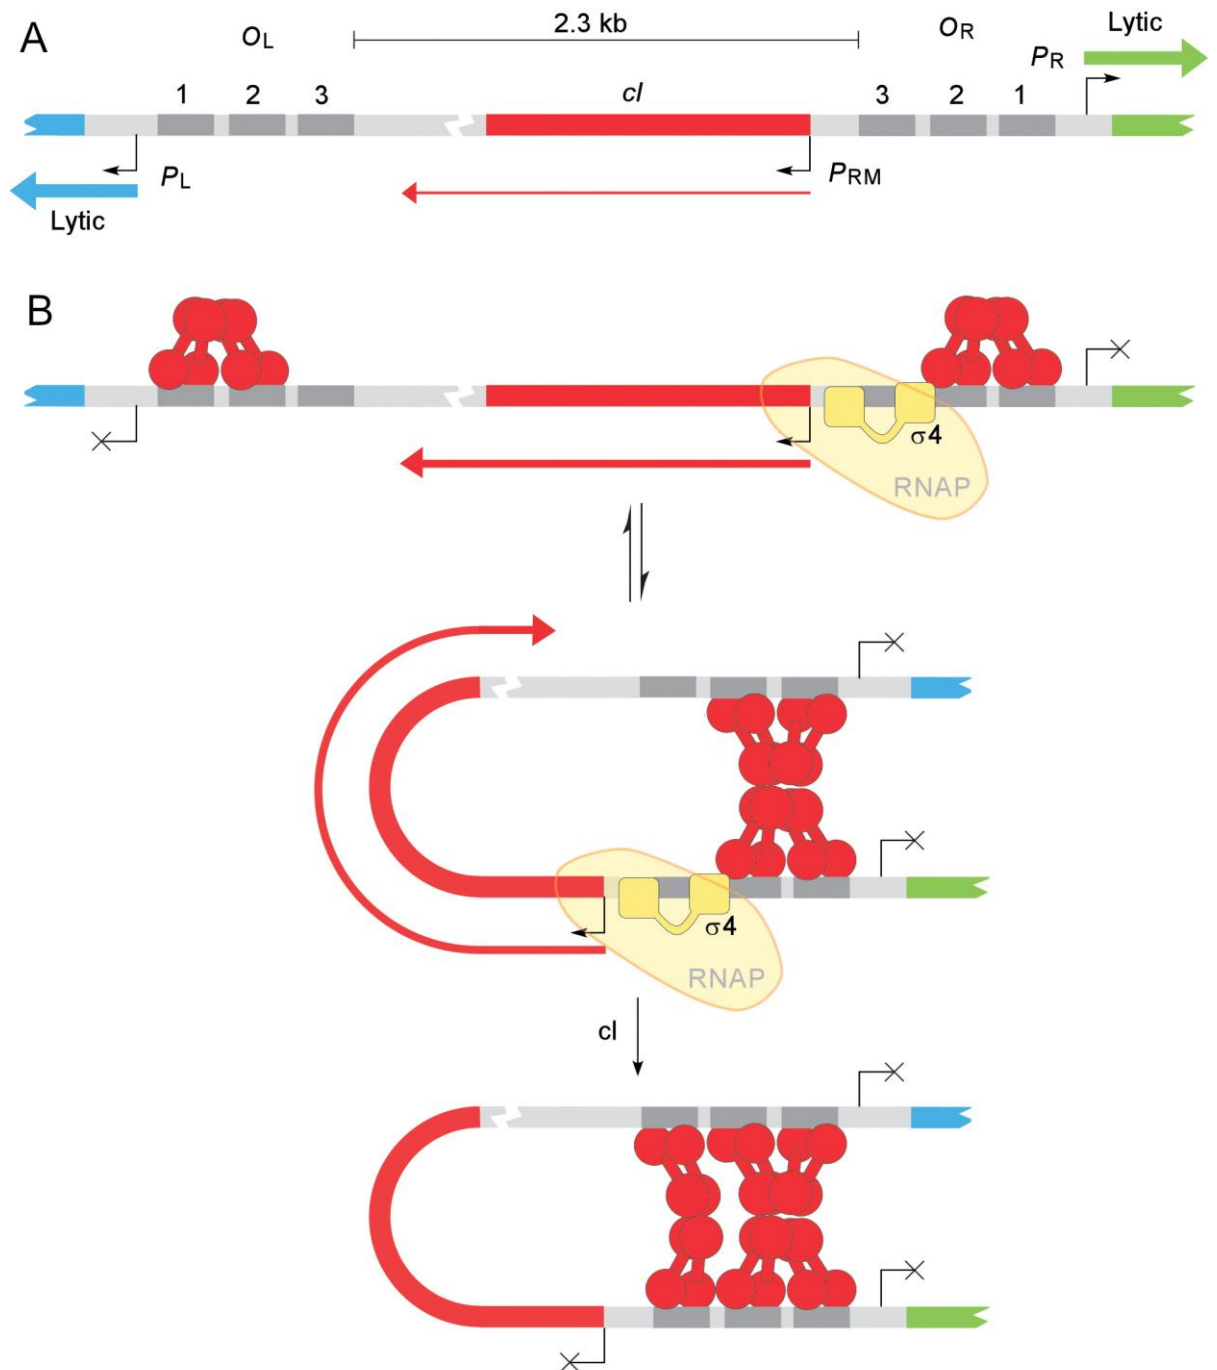 A
OL
2.3 kb
OR
Lytic
PR
1 2 3
cI
3 2 1
PL
PRM
Lytic
B
σ4
RNAP
σ4
RNAP
cI